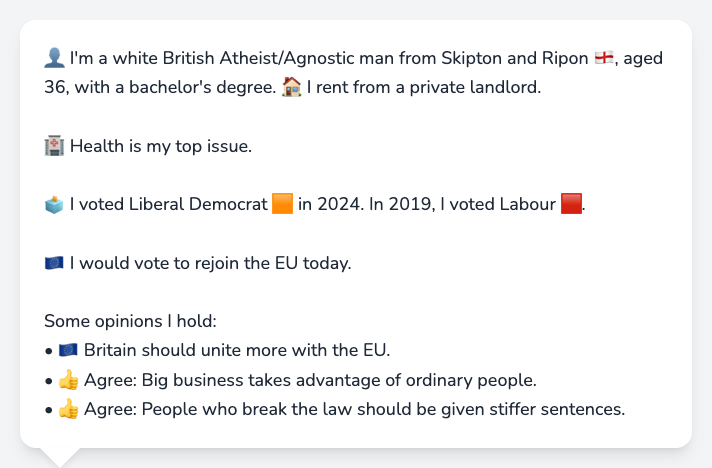 👤 I'm a white British Atheist/Agnostic man from Skipton and Ripon 🏴󠁧󠁢󠁥󠁮󠁧󠁿, aged
36, with a bachelor's degree. 🏠 I rent from a private landlord.
🏥 Health is my top issue.
🗳️ I voted Liberal Democrat 🟧 in 2024. In 2019, I voted Labour 🟥.
🇪🇺 I would vote to rejoin the EU today.
Some opinions I hold:
• 🇪🇺 Britain should unite more with the EU.
• 👍 Agree: Big business takes advantage of ordinary people.
• 👍 Agree: People who break the law should be given stiffer sentences.